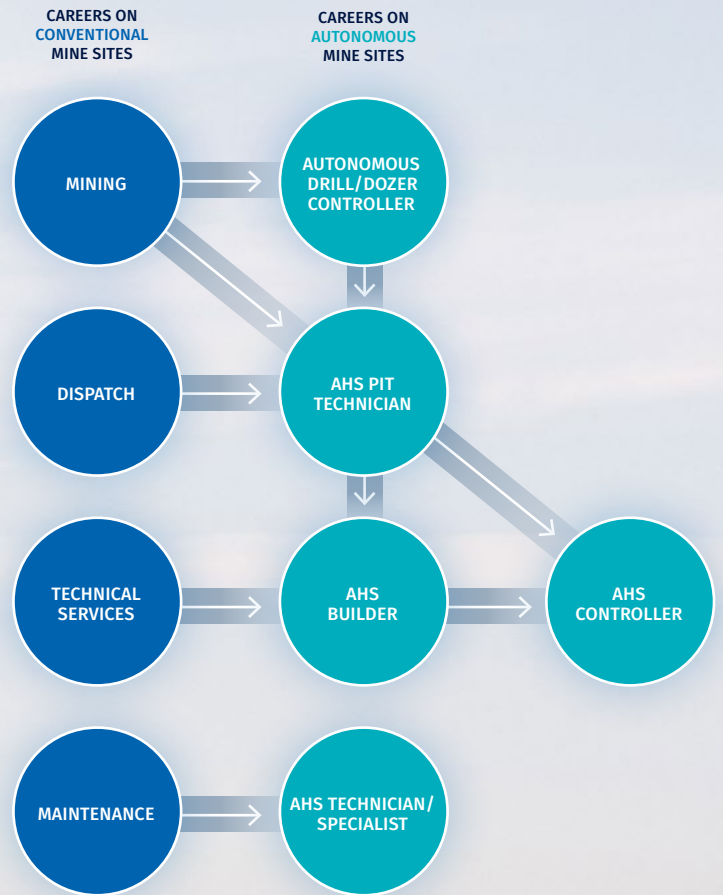 CAREERS ON
CONVENTIONAL
MINE SITES
CAREERS ON
AUTONOMOUS
MINE SITES
MINING
AUTONOMOUS
DRILL/DOZER
CONTROLLER
DISPATCH
AHS PIT
TECHNICIAN
TECHNICAL
SERVICES
AHS
BUILDER
AHS
CONTROLLER
MAINTENANCE
AHS TECHNICIAN/
SPECIALIST